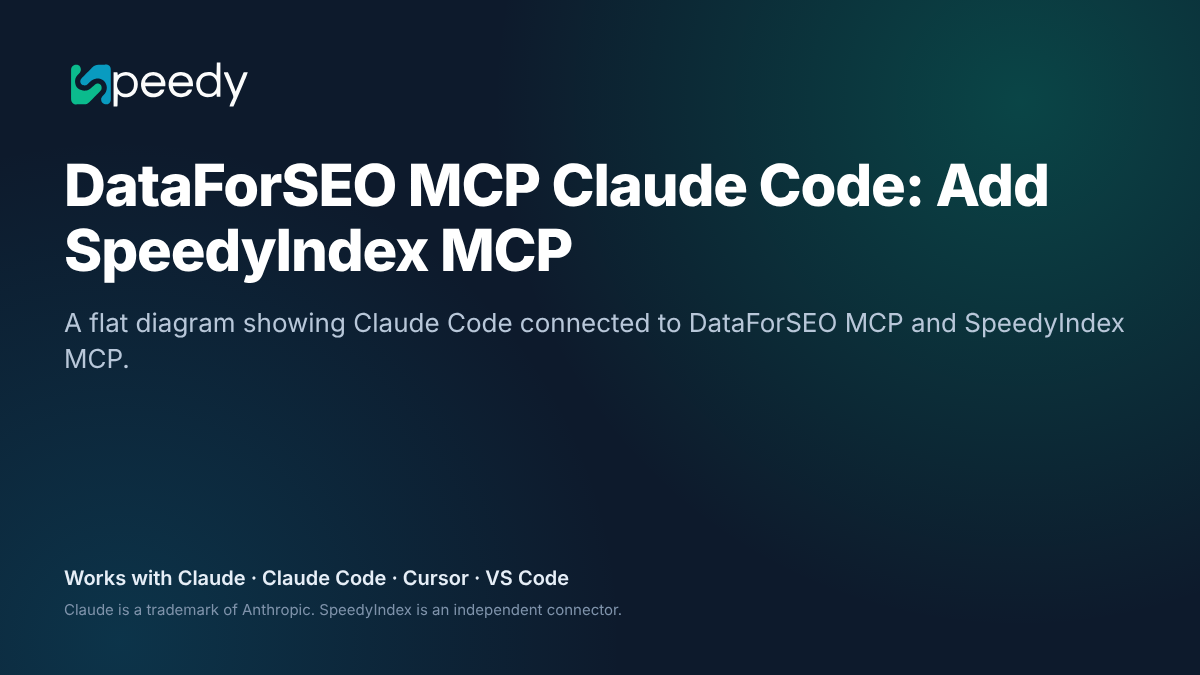 Speedy
DataForSEO MCP Claude Code: Add
SpeedyIndex MCP
A flat diagram showing Claude Code connected to DataForSEO MCP and SpeedyIndex
MCP.
Works with Claude · Claude Code · Cursor · VS Code
Claude is a trademark of Anthropic. SpeedyIndex is an independent connector.